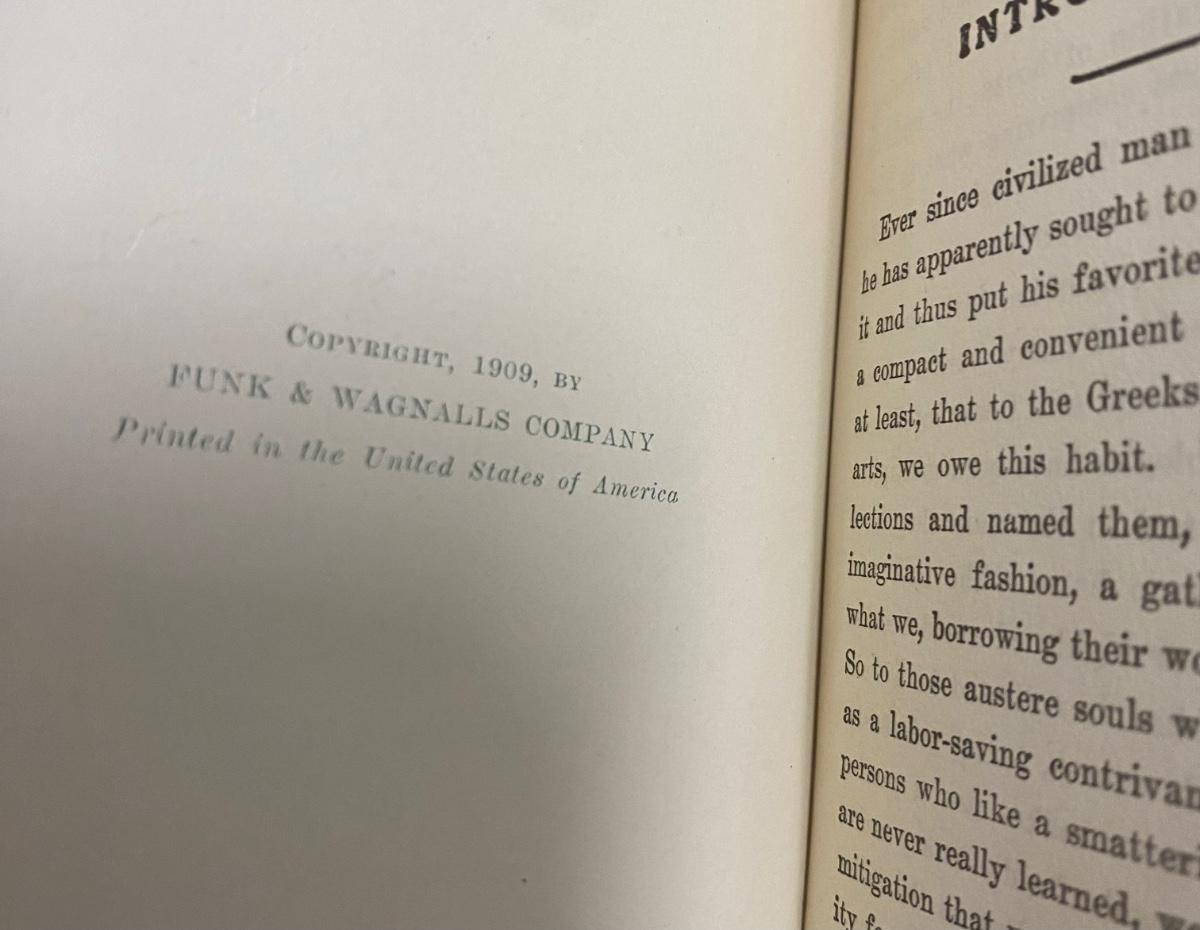 COPYRIGHT, 1909, BY
FUNK & WAGNALLS COMPANY
Printed in the United States of America
Ever since civilized man
he has apparently sought to
it and thus put his favorite
a compact and convenient
at least, that to the Greeks
arts, we owe this habit.
lections and named them,
imaginative fashion, a
what we, borrowing their
So to those austere souls
as a labor-saving
persons who like a
are never really learned,
mitigation that
ity